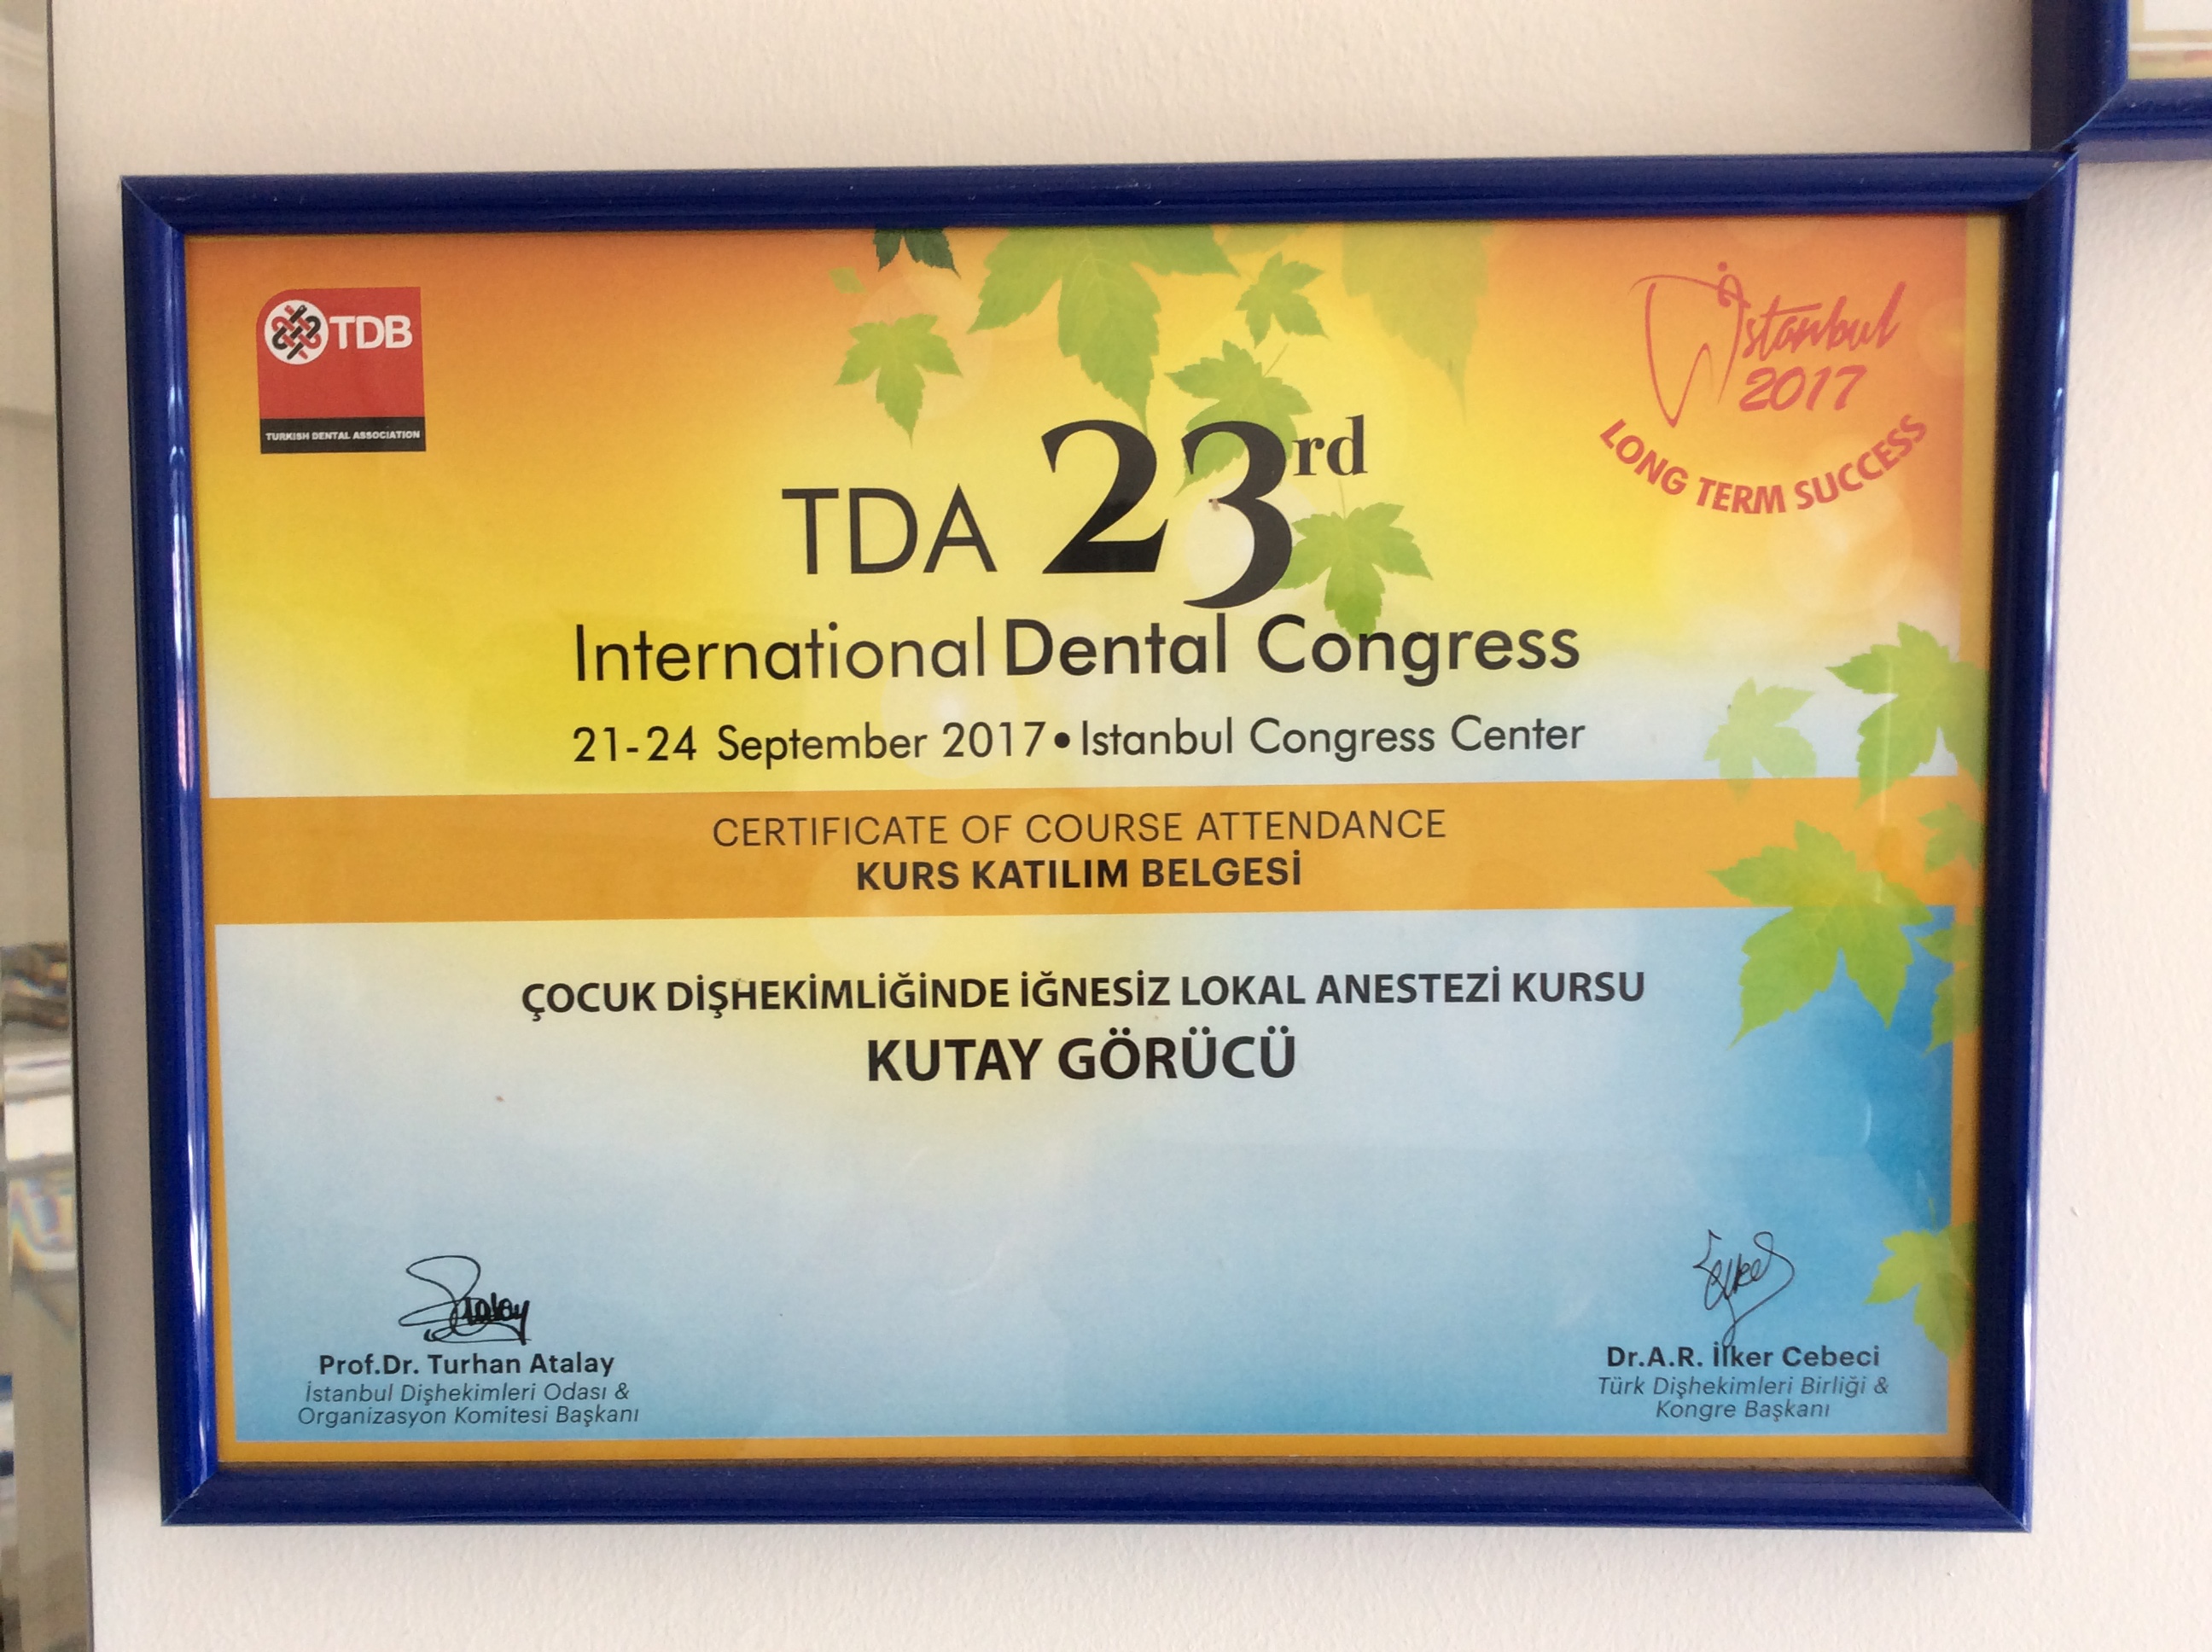 TDB
TURKISH DENTAL ASSOCIATION
İstanbul
2017
LONG TERM SUCCESS
TDA 23rd
International Dental Congress
21-24 September 2017•Istanbul Congress Center
CERTIFICATE OF COURSE ATTENDANCE
KURS KATILIM BELGESİ
ÇOCUK DİŞHEKİMLİĞİNDE İĞNESİZ LOKAL ANESTEZİ KURSU
KUTAY GÖRÜCÜ
Prof.Dr. Turhan Atalay
İstanbul Dişhekimleri Odası &
Organizasyon Komitesi Başkanı
Dr.A.R. İlker Cebeci
Türk Dişhekimleri Birliği &
Kongre Başkanı